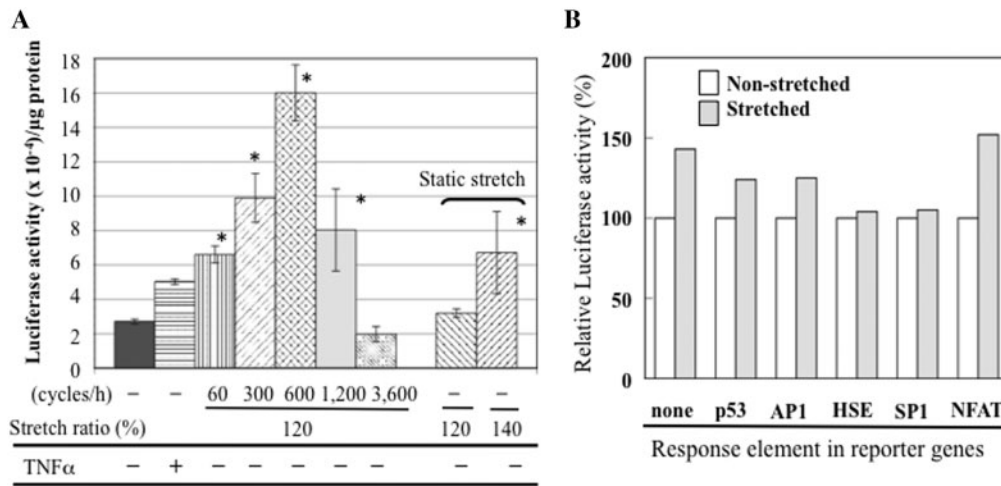 A
Luciferase activity (x 10⁻⁴)/μg protein
18
16
14
12
10
8
6
4
2
0
*
*
*
*
Static stretch
*
(cycles/h) – – 60 300 600 1,200 3,600 – –
Stretch ratio (%) 120 120 140
TNFα – + – – – – – – –
B
Relative Luciferase activity (%)
200
150
100
50
0
Non-stretched
Stretched
none p53 AP1 HSE SP1 NFAT
Response element in reporter genes